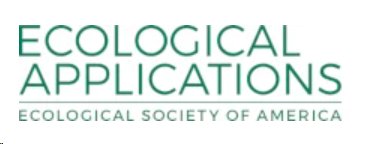 ECOLOGICAL
APPLICATIONS
ECOLOGICAL SOCIETY OF AMERICA